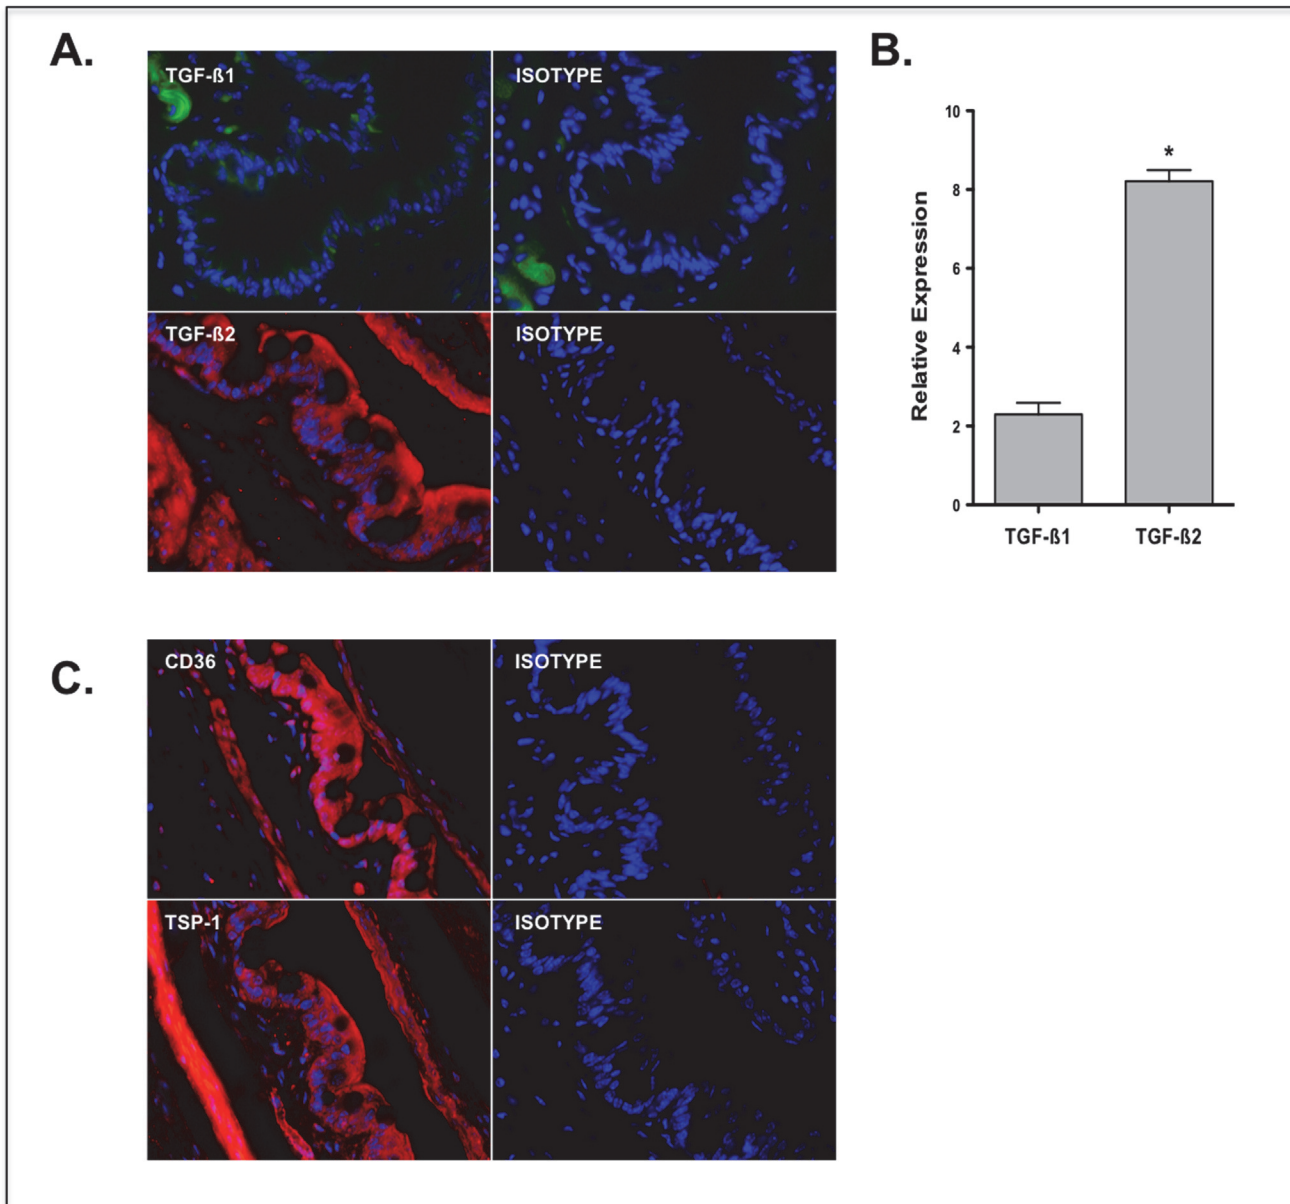 A.
TGF-ß1
ISOTYPE
TGF-ß2
ISOTYPE
B.
10
8
6
4
2
0
Relative Expression
*
TGF-ß1
TGF-ß2
C.
CD36
ISOTYPE
TSP-1
ISOTYPE